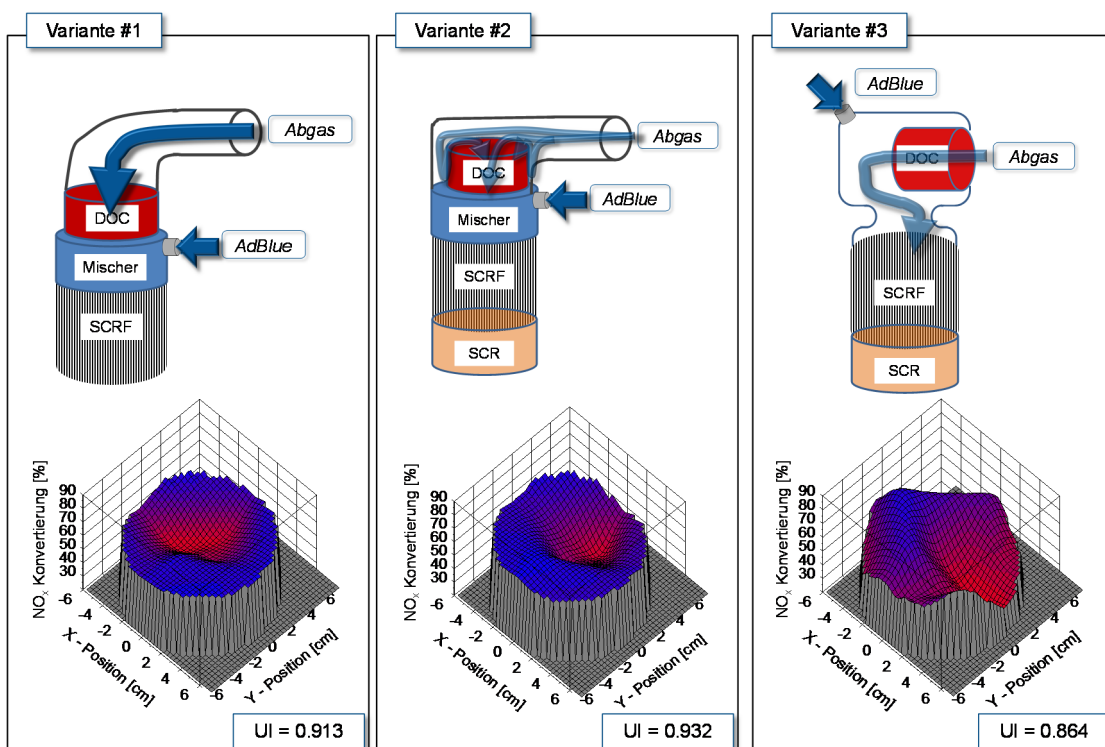 Variante #1
Abgas
DOC
Mischer
AdBlue
SCRF
NOx Konvertierung [%]
90
80
70
60
50
40
30
-6
-4
-2
0
2
4
6
X - Position [cm]
-6
-4
-2
0
2
4
6
Y - Position [cm]
UI = 0.913
Variante #2
Abgas
DOC
AdBlue
Mischer
SCRF
SCR
NOx Konvertierung [%]
90
80
70
60
50
40
30
-6
-4
-2
0
2
4
6
X - Position [cm]
-6
-4
-2
0
2
4
6
Y - Position [cm]
UI = 0.932
Variante #3
AdBlue
DOC
Abgas
SCRF
SCR
NOx Konvertierung [%]
90
80
70
60
50
40
30
-6
-4
-2
0
2
4
6
X - Position [cm]
-6
-4
-2
0
2
4
6
Y - Position [cm]
UI = 0.864